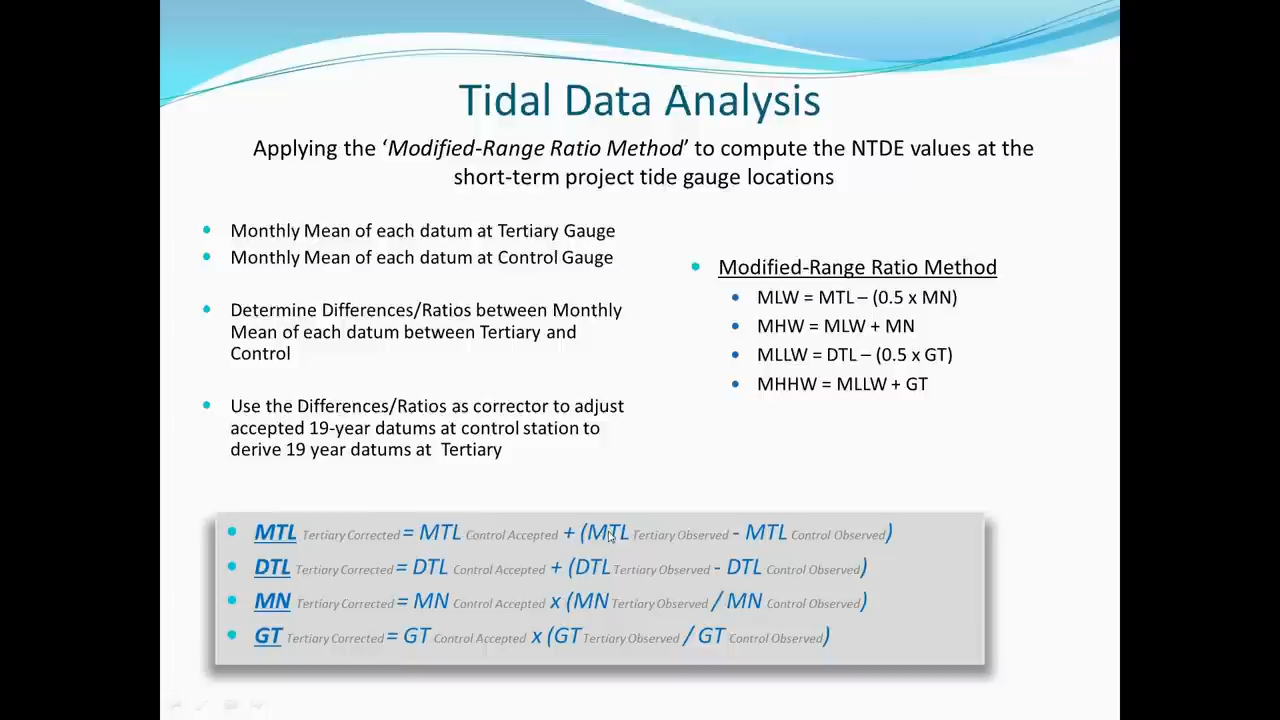 Tidal Data Analysis
Applying the ‘Modified-Range Ratio Method’ to compute the NTDE values at the
short-term project tide gauge locations
• Monthly Mean of each datum at Tertiary Gauge
• Monthly Mean of each datum at Control Gauge
• Determine Differences/Ratios between Monthly
Mean of each datum between Tertiary and
Control
• Use the Differences/Ratios as corrector to adjust
accepted 19-year datums at control station to
derive 19 year datums at Tertiary
• Modified-Range Ratio Method
• MLW = MTL – (0.5 x MN)
• MHW = MLW + MN
• MLLW = DTL – (0.5 x GT)
• MHHW = MLLW + GT
• MTL Tertiary Corrected = MTL Control Accepted + (MTL Tertiary Observed - MTL Control Observed)
• DTL Tertiary Corrected = DTL Control Accepted + (DTL Tertiary Observed - DTL Control Observed)
• MN Tertiary Corrected = MN Control Accepted x (MN Tertiary Observed / MN Control Observed)
• GT Tertiary Corrected = GT Control Accepted x (GT Tertiary Observed / GT Control Observed)